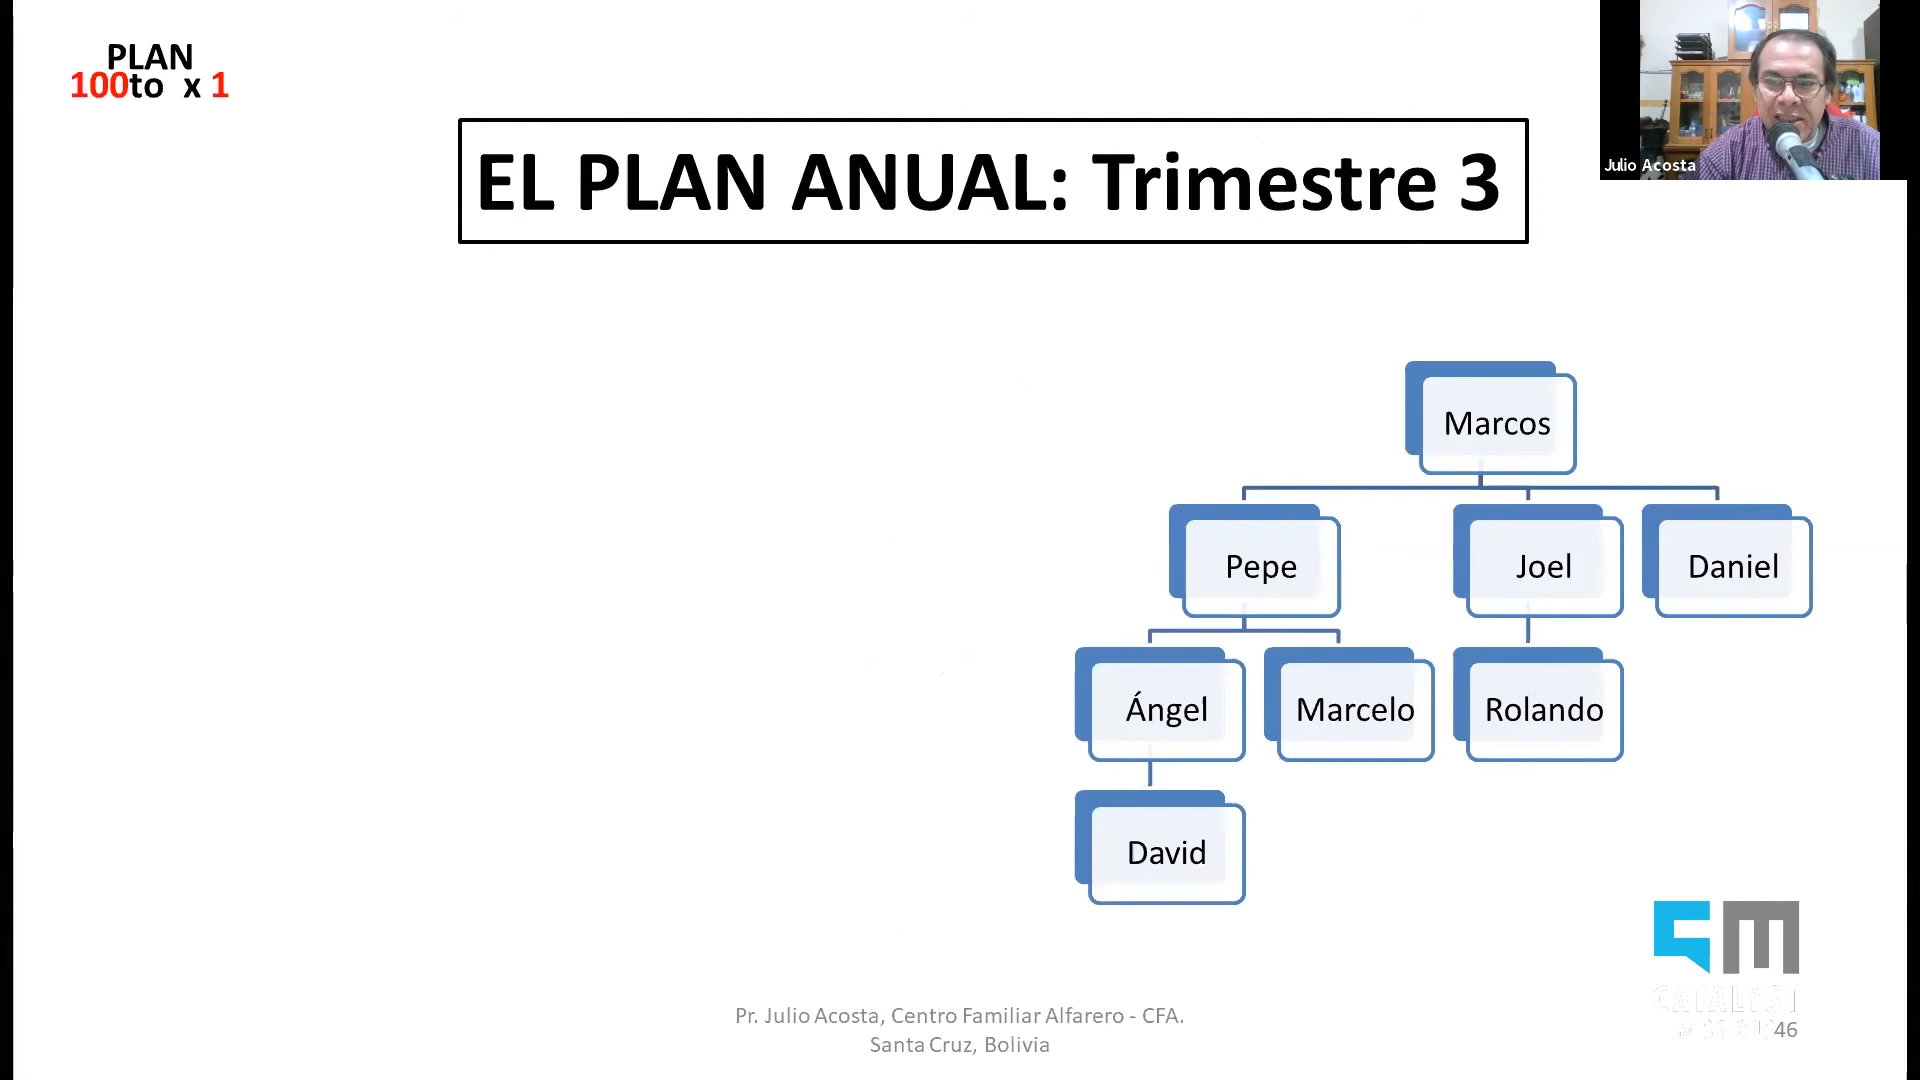 PLAN
100to x 1
EL PLAN ANUAL: Trimestre 3
Julio Acosta
Marcos
Pepe
Joel
Daniel
Ángel
Marcelo
Rolando
David
CATALYST
Pr. Julio Acosta, Centro Familiar Alfarero - CFA.
Santa Cruz, Bolivia
46